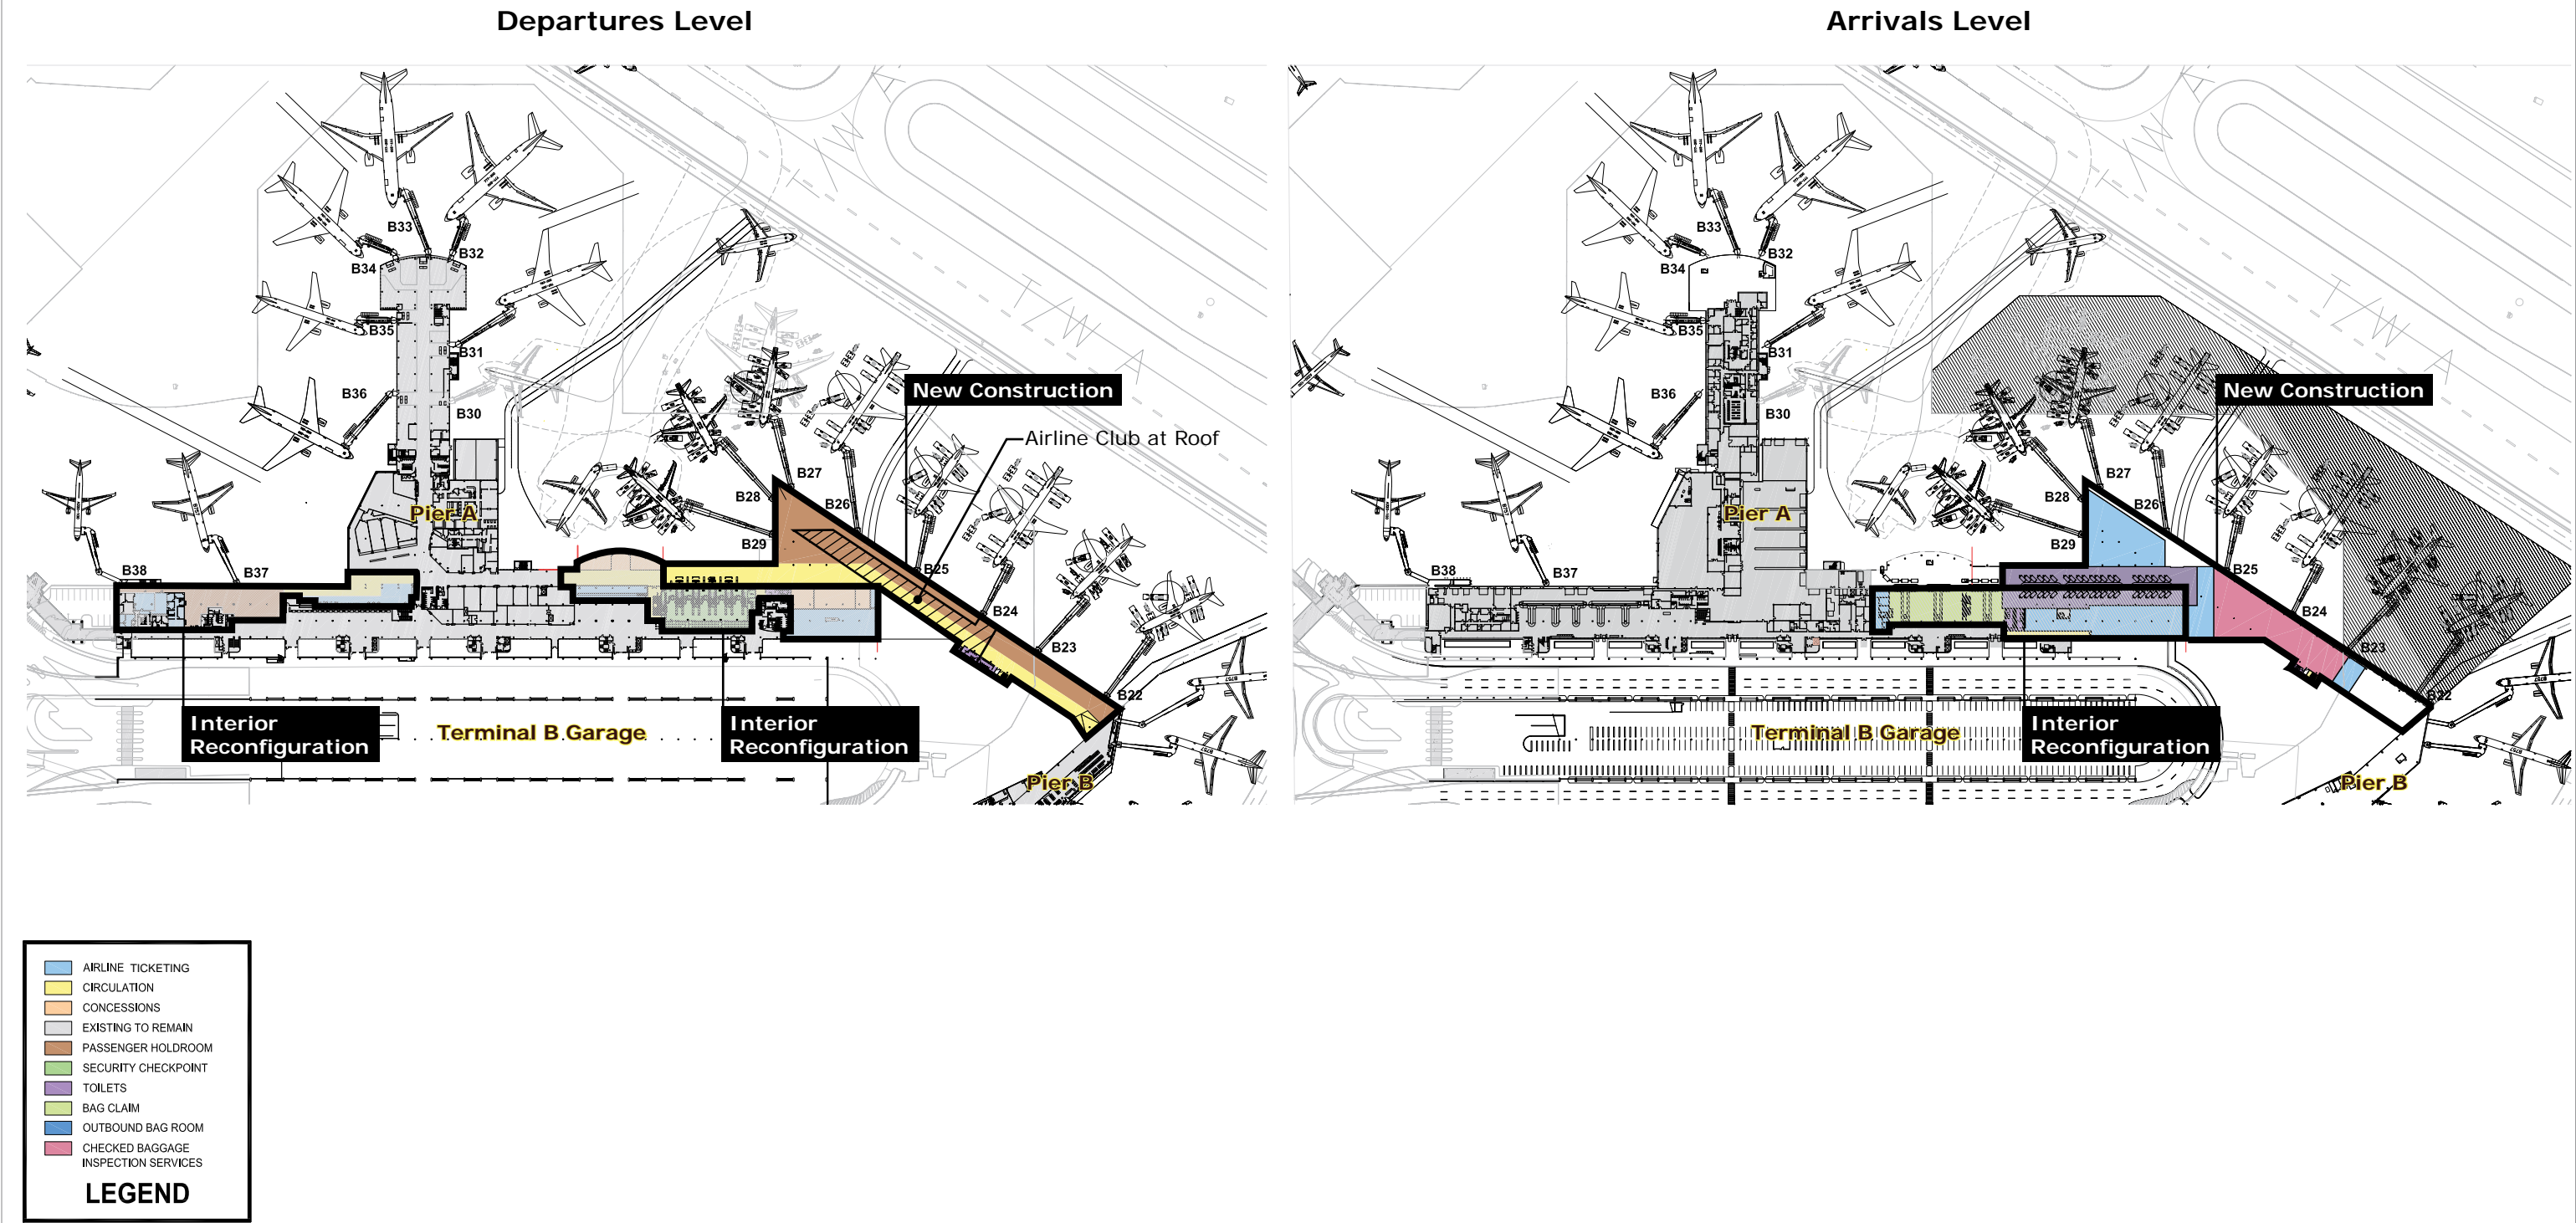 Departures Level
Arrivals Level
B33
B32
B34
B35
B31
B36
B30
New Construction
Airline Club at Roof
B27
B28
B26
Pier A
B29
B38
B37
B25
B24
B23
B22
Interior
Reconfiguration
Terminal B Garage
Interior
Reconfiguration
Pier B
T/W A
B33
B32
B34
B35
B31
B36
B30
New Construction
B27
B28
B26
Pier A
B29
B38
B37
B25
B24
B23
B22
Terminal B Garage
Interior
Reconfiguration
Pier B
T/W A
AIRLINE TICKETING
CIRCULATION
CONCESSIONS
EXISTING TO REMAIN
PASSENGER HOLDROOM
SECURITY CHECKPOINT
TOILETS
BAG CLAIM
OUTBOUND BAG ROOM
CHECKED BAGGAGE
INSPECTION SERVICES
LEGEND